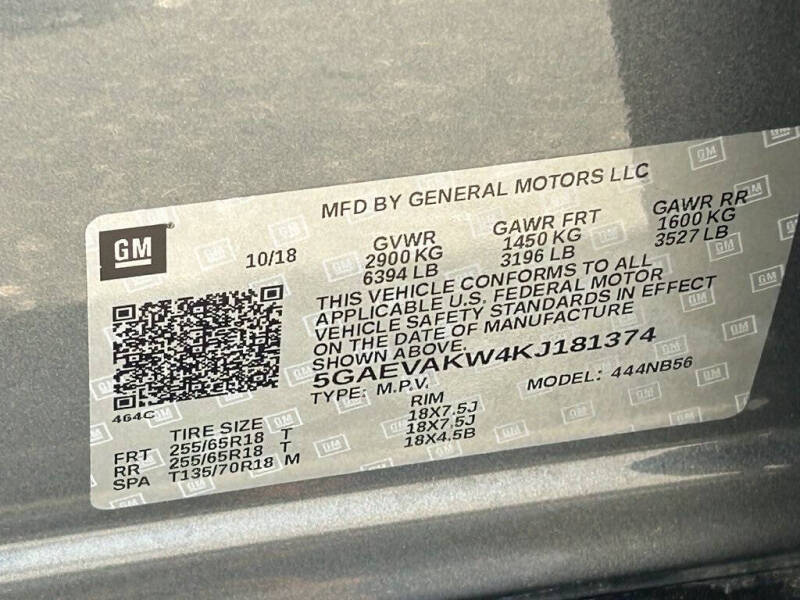 MFD BY GENERAL MOTORS LLC
GM
10/18
GVWR
2900 KG
6394 LB
GAWR FRT
1450 KG
3196 LB
GAWR RR
1600 KG
3527 LB
THIS VEHICLE CONFORMS TO ALL
APPLICABLE U.S. FEDERAL MOTOR
VEHICLE SAFETY STANDARDS IN EFFECT
ON THE DATE OF MANUFACTURE
SHOWN ABOVE.
5GAEVAKW4KJ181374
TYPE: M.P.V. MODEL: 444NB56
464C
TIRE SIZE RIM
FRT 255/65R18 T 18X7.5J
RR 255/65R18 T 18X7.5J
SPA T135/70R18 M 18X4.5B